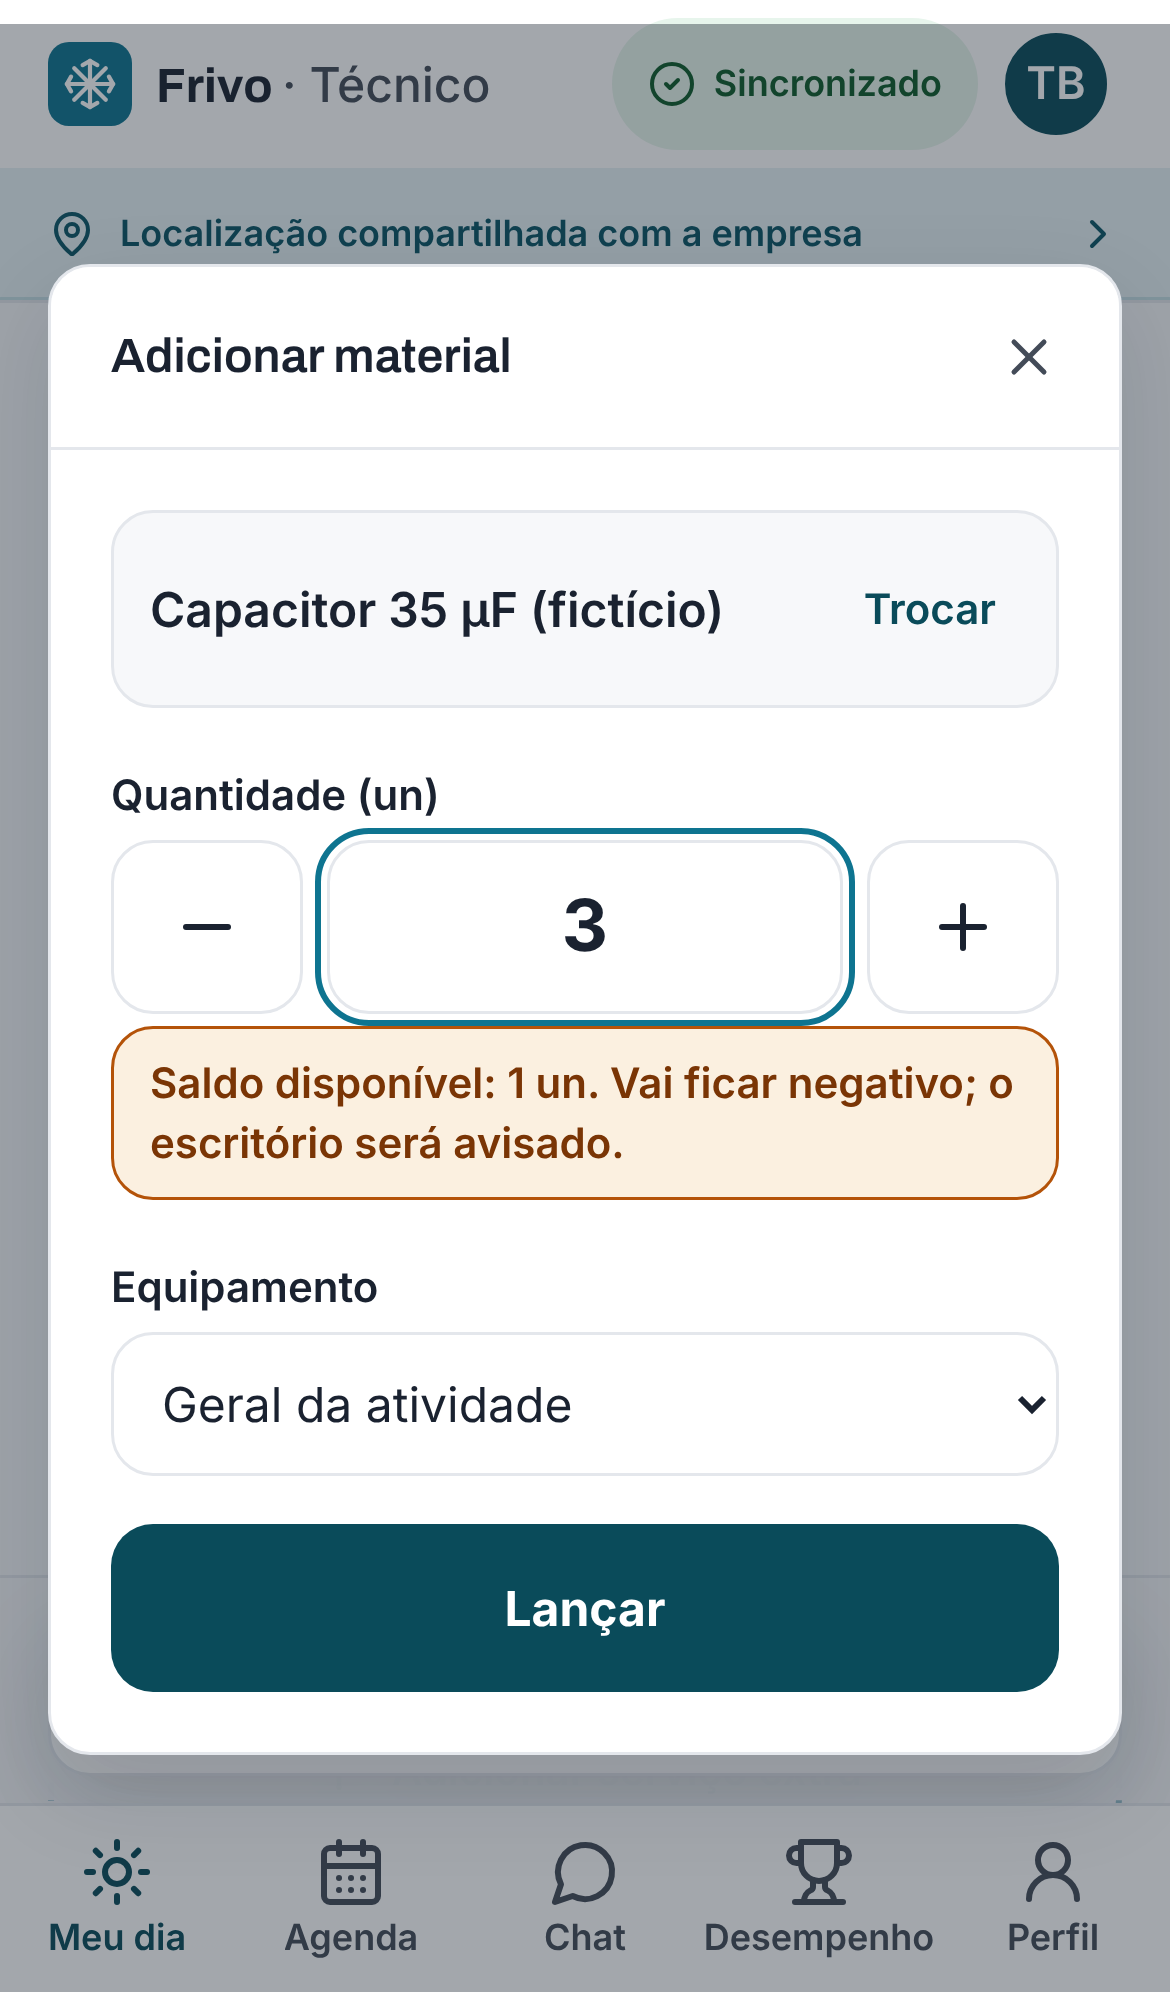 Frivo · Técnico
Sincronizado
TB
Localização compartilhada com a empresa
Adicionar material
Capacitor 35 µF (fictício)
Trocar
Quantidade (un)
3
Saldo disponível: 1 un. Vai ficar negativo; o
escritório será avisado.
Equipamento
Geral da atividade
Lançar
Meu dia
Agenda
Chat
Desempenho
Perfil